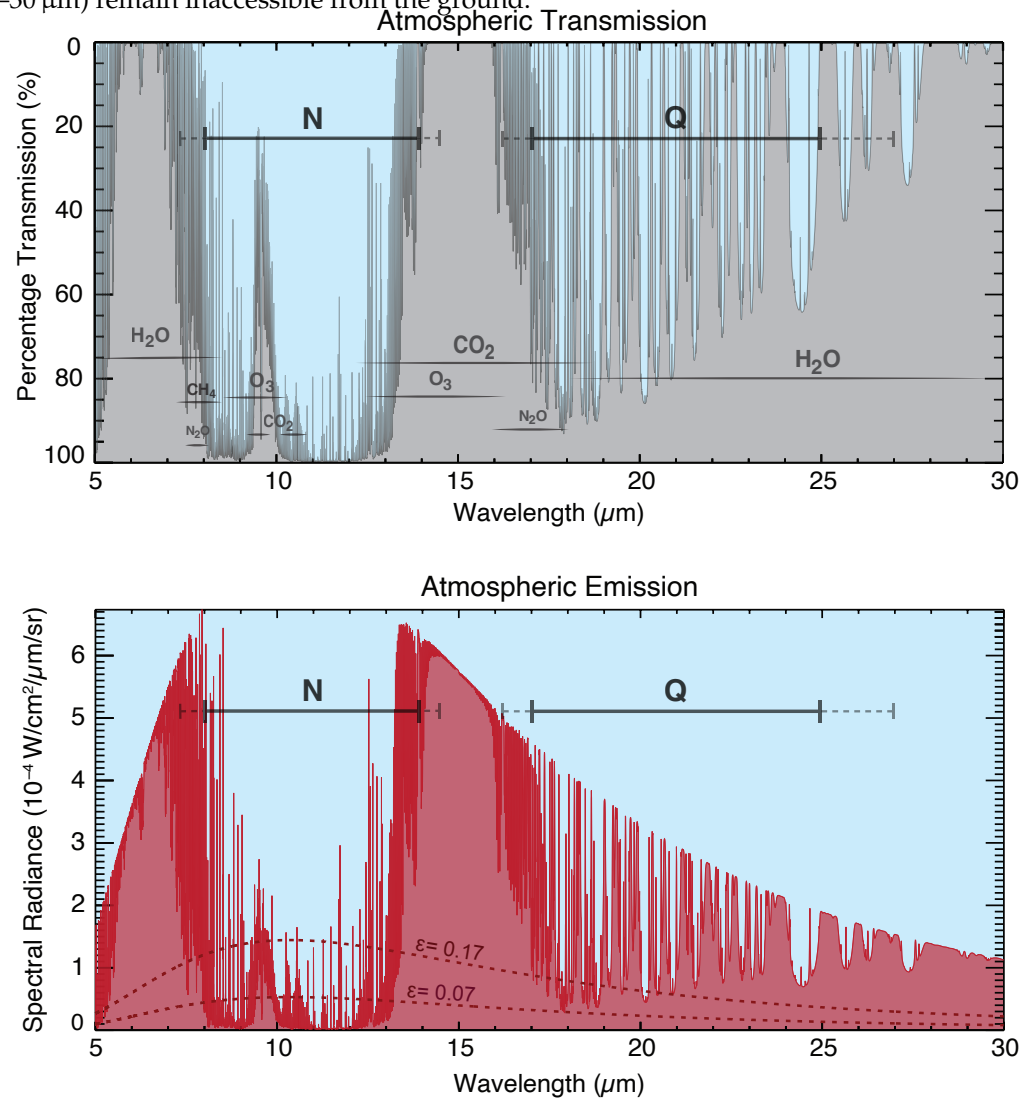 –30 µm) remain inaccessible from the ground.
Atmospheric Transmission
Percentage Transmission (%)
0
20
40
60
80
100
N
Q
H₂O
CH₄
N₂O
O₃
CO₂
CO₂
O₃
N₂O
H₂O
5 10 15 20 25 30
Wavelength (µm)
Atmospheric Emission
Spectral Radiance (10⁻⁴ W/cm²/µm/sr)
6
5
4
3
2
1
0
N
Q
ε= 0.17
ε= 0.07
5 10 15 20 25 30
Wavelength (µm)